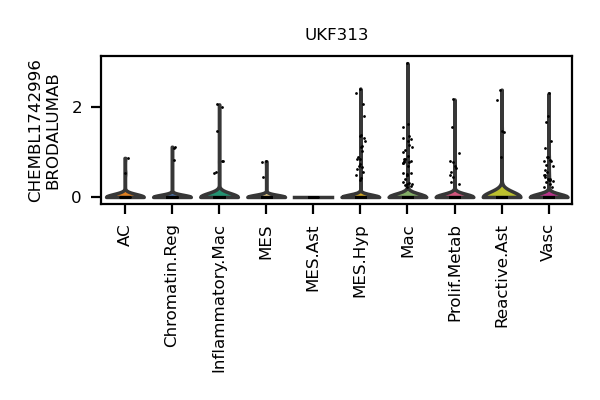 UKF313
CHEMBL1742996
BRODALUMAB
2
0
AC
Chromatin.Reg
Inflammatory.Mac
MES
MES.Ast
MES.Hyp
Mac
Prolif.Metab
Reactive.Ast
Vasc